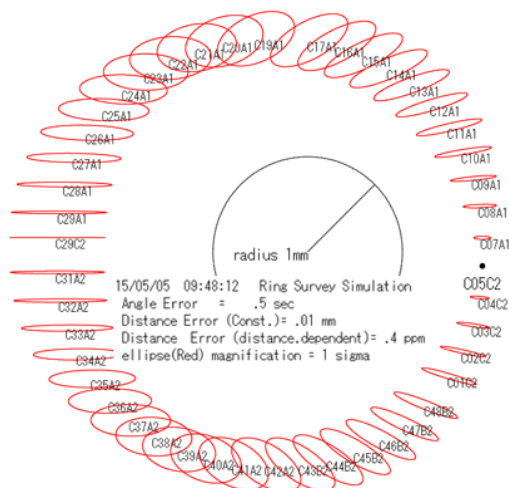 C20A1 C19A1
C21A1 C17A1
C22A1 C16A1
C23A1 C15A1
C24A1 C14A1
C25A1 C13A1
C26A1 C12A1
C27A1 C11A1
C28A1 C10A1
C29A1 C09A1
C29C2 C08A1
C07A1
radius 1mm
15/05/05 09:48:12 Ring Survey Simulation
Angle Error = .5 sec
Distance Error (Const.)= .01 mm
Distance Error (distance.dependent)= .4 ppm
ellipse(Red) magnification = 1 sigma
C05C2
C04C2
C03C2
C02C2
C01C2
C31A2
C32A2
C33A2
C34A2
C35A2
C36A2 C48B2
C37A2 C47B2
C38A2 C46B2
C39A2 C45B2
C40A2 C44B2
C41A2 C42A2 C43B2